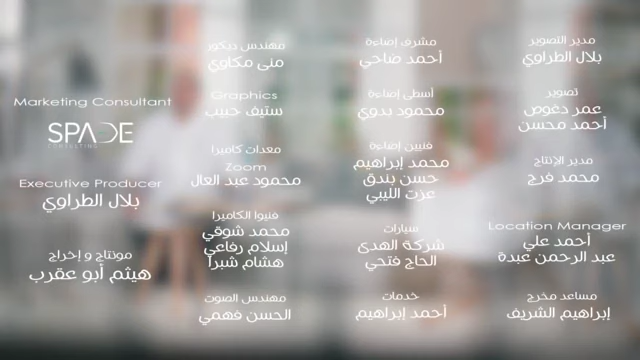 مدير التصوير
بلال الطراوي
تصوير
عمر دغوص
أحمد محسن
مدير الإنتاج
محمد فرج
Location Manager
أحمد علي
عبد الرحمن عبدة
مساعد مخرج
إبراهيم الشريف
مشرف إضاءة
أحمد ضاحي
أسطى إضاءة
محمود بدوي
فنيين إضاءة
محمد إبراهيم
حسن بندق
عزت الليبي
سيارات
شركة الهدى
الحاج فتحي
خدمات
أحمد إبراهيم
مهندس ديكور
منى مكاوي
Graphics
ستيف حبيب
معدات كاميرا
Zoom
محمود عبد العال
فنيوا الكاميرا
محمد شوقي
إسلام رفاعي
هشام شبرا
مهندس الصوت
الحسن فهمي
Marketing Consultant
SPADE
CONSULTING
Executive Producer
بلال الطراوي
مونتاج و إخراج
هيثم أبو عقرب